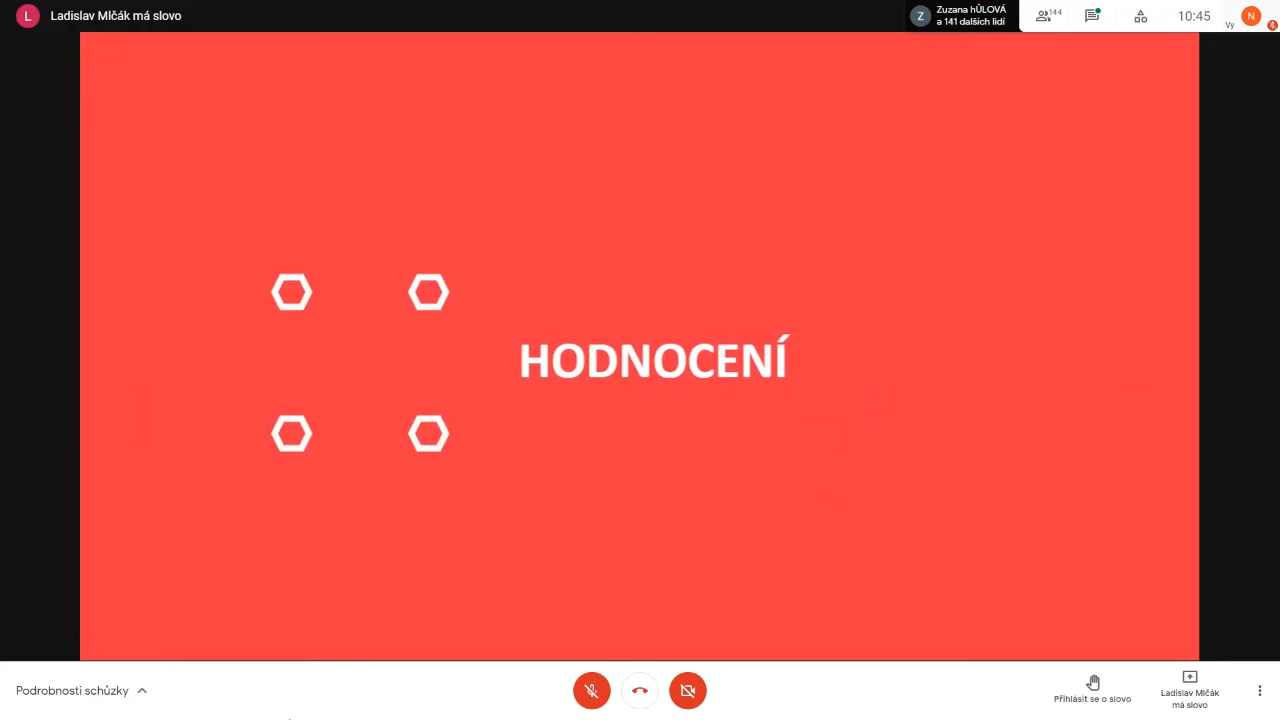 L Ladislav Mlčák má slovo
Z Zuzana hŮLOVÁ
a 141 dalších lidí
144
10:45
Vy
N
HODNOCENÍ
Podrobnosti schůzky
Přihlásit se o slovo
Ladislav Mlčák
má slovo